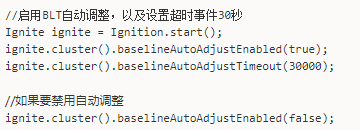 //启用BLT自动调整，以及设置超时事件30秒
Ignite ignite = Ignition.start();
ignite.cluster().baselineAutoAdjustEnabled(true);
ignite.cluster().baselineAutoAdjustTimeout(30000);
//如果要禁用自动调整
ignite.cluster().baselineAutoAdjustEnabled(false);